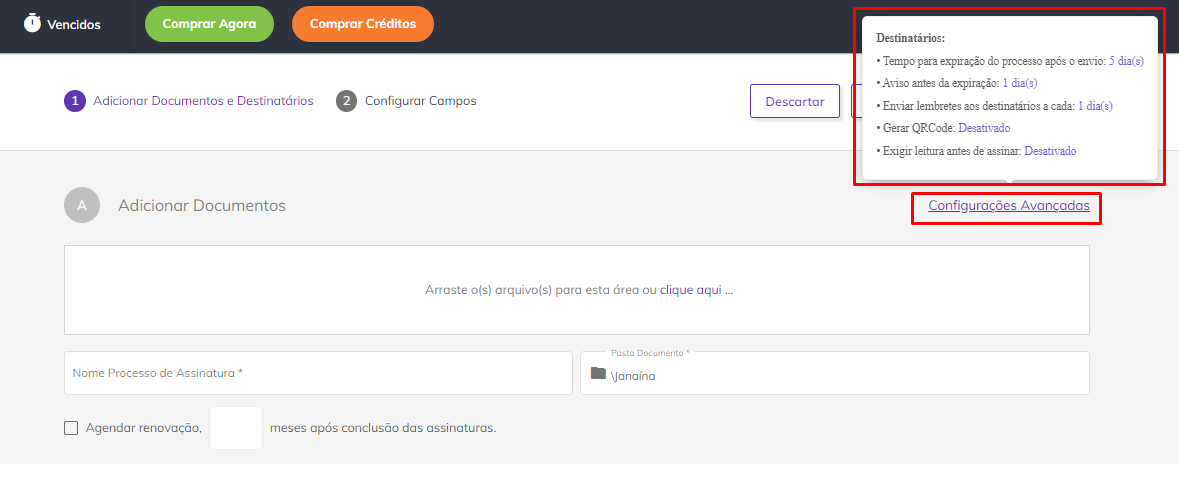 Vencidos
Comprar Agora
Comprar Créditos
Destinatários:
• Tempo para expiração do processo após o envio: 5 dia(s)
• Aviso antes da expiração: 1 dia(s)
• Enviar lembretes aos destinatários a cada: 1 dia(s)
• Gerar QRCode: Desativado
• Exigir leitura antes de assinar: Desativado
1 Adicionar Documentos e Destinatários
2 Configurar Campos
Descartar
A Adicionar Documentos
Configurações Avançadas
Arraste o(s) arquivo(s) para esta área ou clique aqui ...
Nome Processo de Assinatura *
Pasta Documento *
\Janaína
Agendar renovação, meses após conclusão das assinaturas.